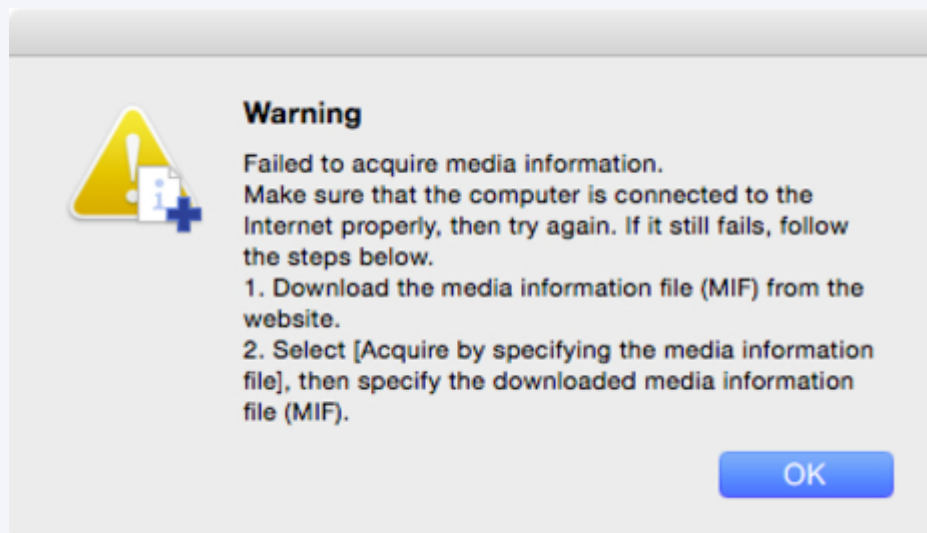 Warning
Failed to acquire media information.
Make sure that the computer is connected to the
Internet properly, then try again. If it still fails, follow
the steps below.
1. Download the media information file (MIF) from the
website.
2. Select [Acquire by specifying the media information
file], then specify the downloaded media information
file (MIF).
OK